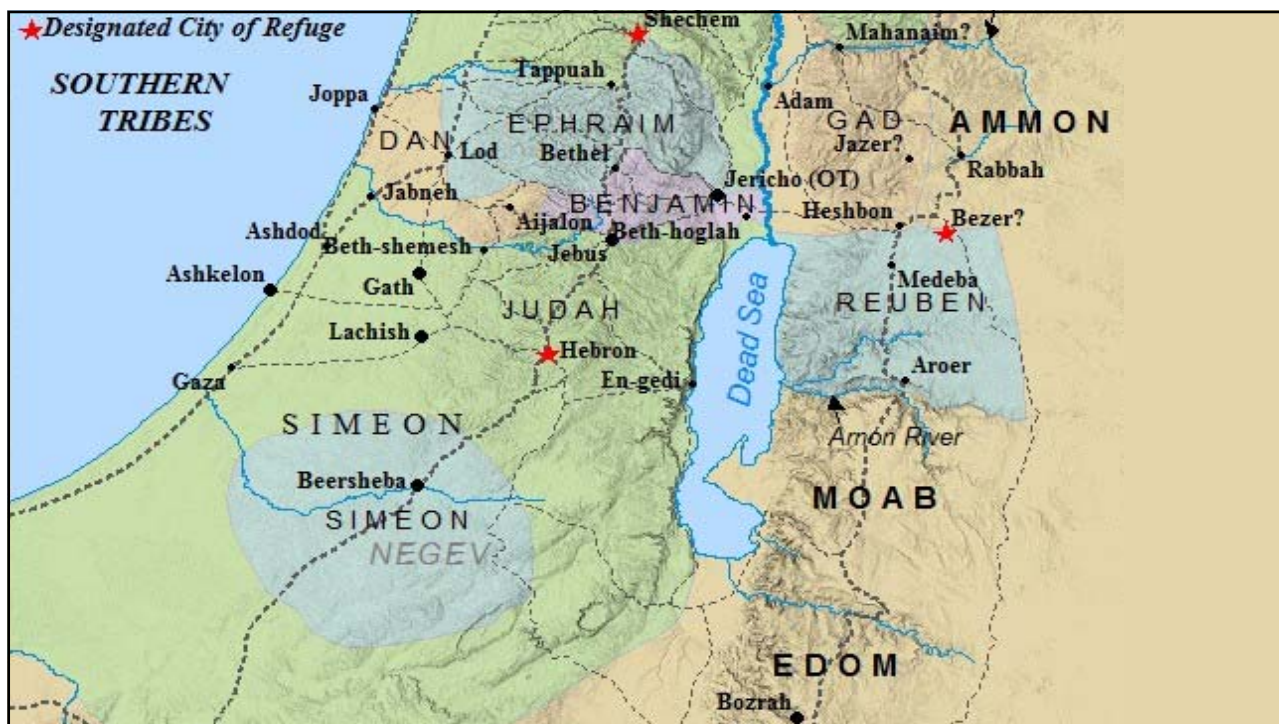 Designated City of Refuge
SOUTHERN
TRIBES
Shechem
Mahanaim?
Tappuah
Joppa
Adam
DAN
EPHRAIM
GAD
AMMON
Lod
Bethel
Jazer?
Rabbah
Jericho (OT)
Jabneh
BENJAMIN
Aijalon
Heshbon
Bezer?
Ashdod
Beth-shemesh
Beth-hoglah
Jebus
Ashkelon
Gath
Medeba
JUDAH
REUBEN
Lachish
Hebron
Dead Sea
Gaza
En-gedi
Aroer
SIMEON
Arnon River
Beersheba
MOAB
SIMEON
NEGEV
EDOM
Bozrah